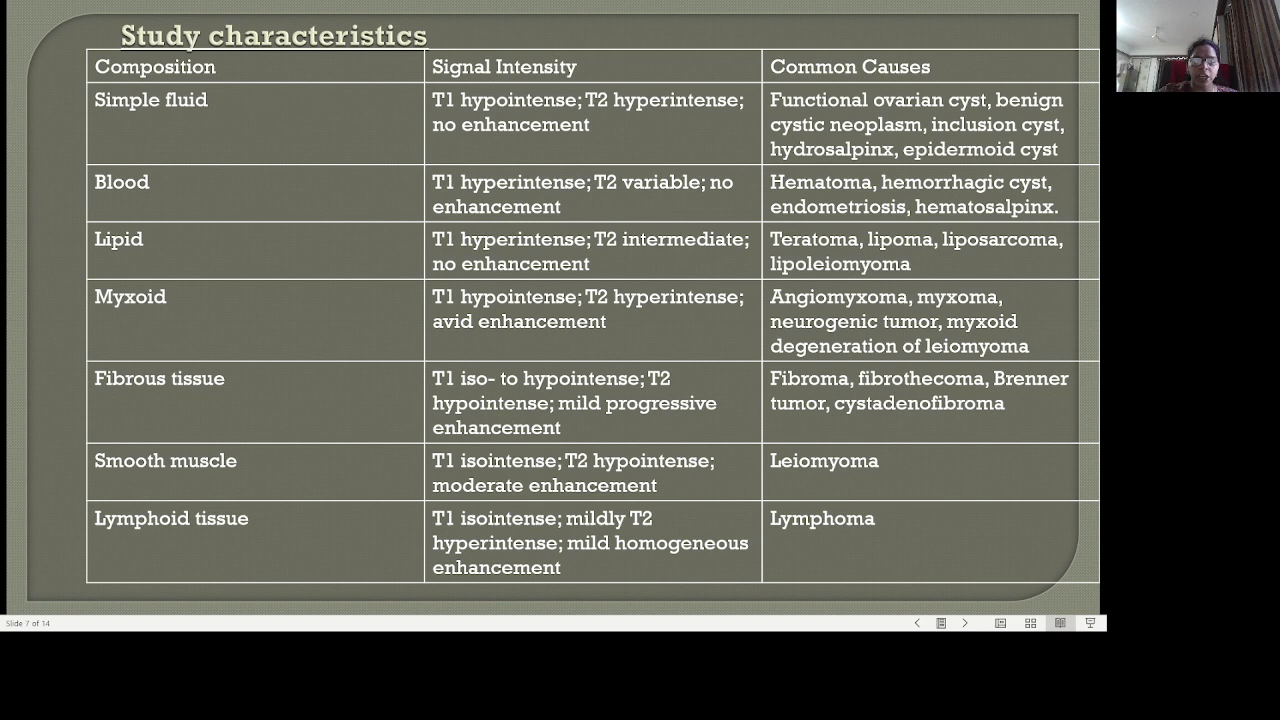 Study characteristics
Composition
Signal Intensity
Common Causes
Simple fluid
T1 hypointense; T2 hyperintense;
no enhancement
Functional ovarian cyst, benign
cystic neoplasm, inclusion cyst,
hydrosalpinx, epidermoid cyst
Blood
T1 hyperintense; T2 variable; no
enhancement
Hematoma, hemorrhagic cyst,
endometriosis, hematosalpinx.
Lipid
T1 hyperintense; T2 intermediate;
no enhancement
Teratoma, lipoma, liposarcoma,
lipoleiomyoma
Myxoid
T1 hypointense; T2 hyperintense;
avid enhancement
Angiomyxoma, myxoma,
neurogenic tumor, myxoid
degeneration of leiomyoma
Fibrous tissue
T1 iso- to hypointense; T2
hypointense; mild progressive
enhancement
Fibroma, fibrothecoma, Brenner
tumor, cystadenofibroma
Smooth muscle
T1 isointense; T2 hypointense;
moderate enhancement
Leiomyoma
Lymphoid tissue
T1 isointense; mildly T2
hyperintense; mild homogeneous
enhancement
Lymphoma
Slide 7 of 14